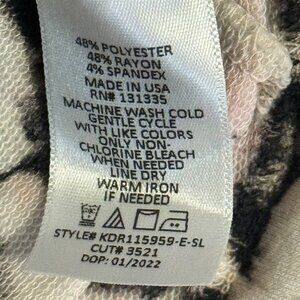 48% POLYESTER
48% RAYON
4% SPANDEX
MADE IN USA
RN# 131335
MACHINE WASH COLD
GENTLE CYCLE
WITH LIKE COLORS
ONLY NON-
CHLORINE BLEACH
WHEN NEEDED
LINE DRY
WARM IRON
IF NEEDED
STYLE# KDR115959-E-SL
CUT# 3521
DOP: 01/2022